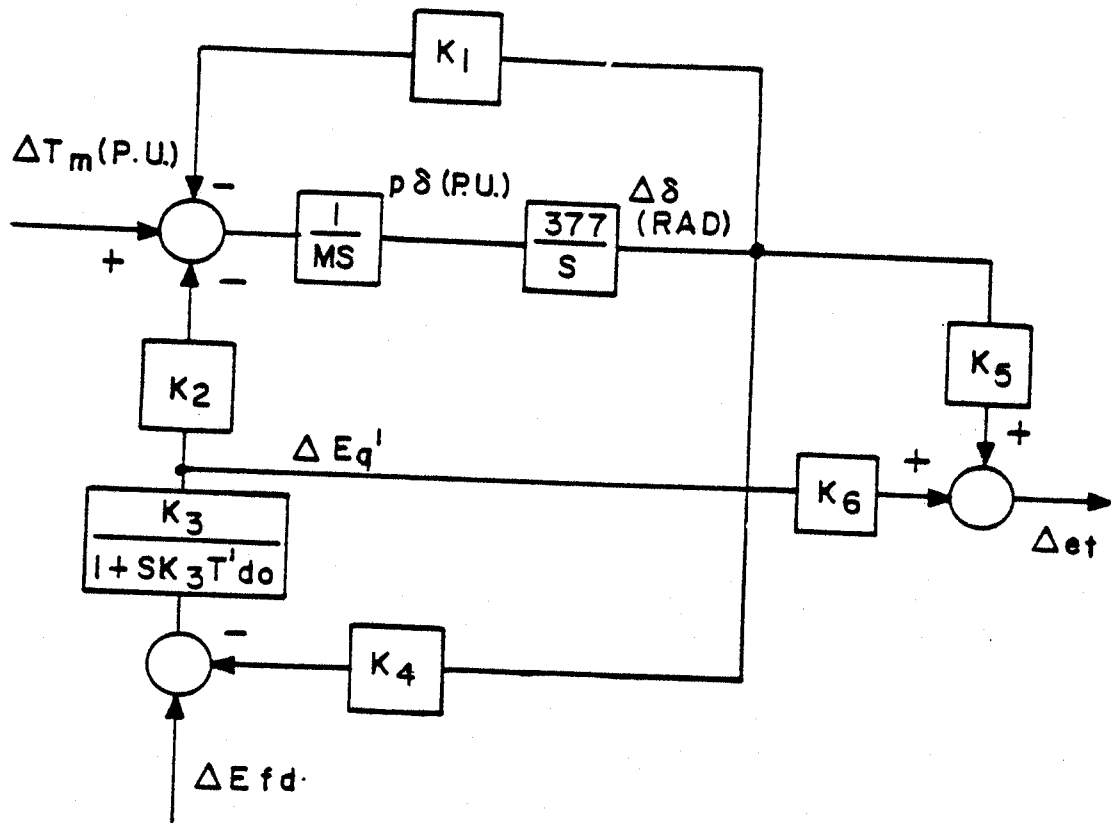 K1
ΔTm (P.U.)
-
+
-
1
MS
pδ (P.U.)
377
S
Δδ
(RAD)
K2
K5
+
ΔEq'
+
K6
Δet
K3
1+SK3T'do
-
K4
ΔEfd